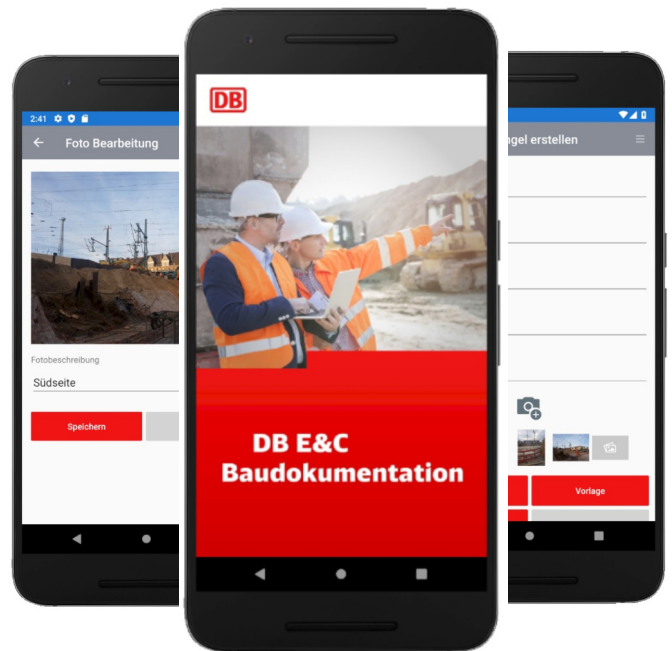 2:41
Foto Bearbeitung
Fotobeschreibung
Südseite
Speichern
DB
DB E&C
Baudokumentation
ngel erstellen
Vorlage